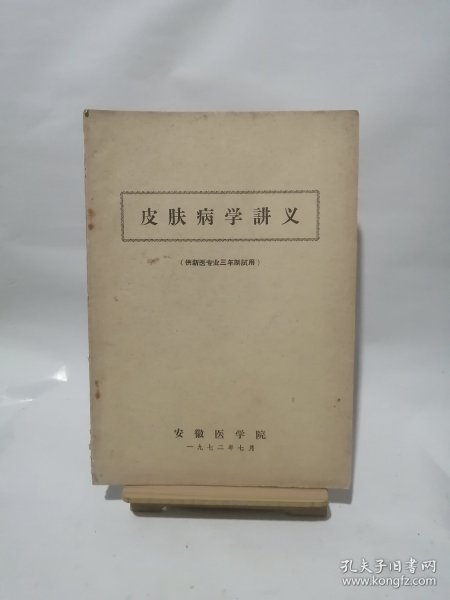 皮肤病学講义
(供新医专业三年制試用)
安徽医学院
一九七二年七月
孔夫子旧书网
www.kongfz.com